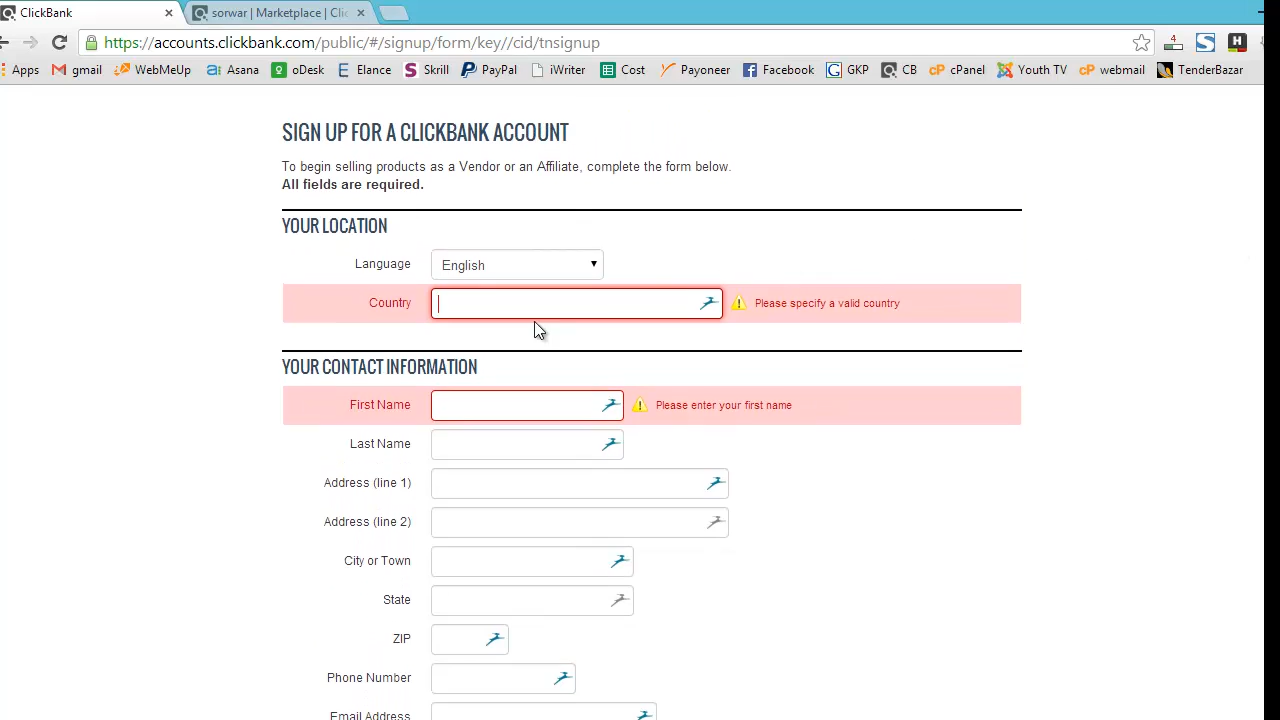 ClickBank
sorwar | Marketplace | Clic
https://accounts.clickbank.com/public/#/signup/form/key//cid/tnsignup
4
S
H
Apps gmail WebMeUp Asana oDesk Elance Skrill PayPal iWriter Cost Payoneer Facebook GKP CB cPanel Youth TV webmail TenderBazar
SIGN UP FOR A CLICKBANK ACCOUNT
To begin selling products as a Vendor or an Affiliate, complete the form below.
All fields are required.
YOUR LOCATION
Language English
Country Please specify a valid country
YOUR CONTACT INFORMATION
First Name Please enter your first name
Last Name
Address (line 1)
Address (line 2)
City or Town
State
ZIP
Phone Number
Email Address